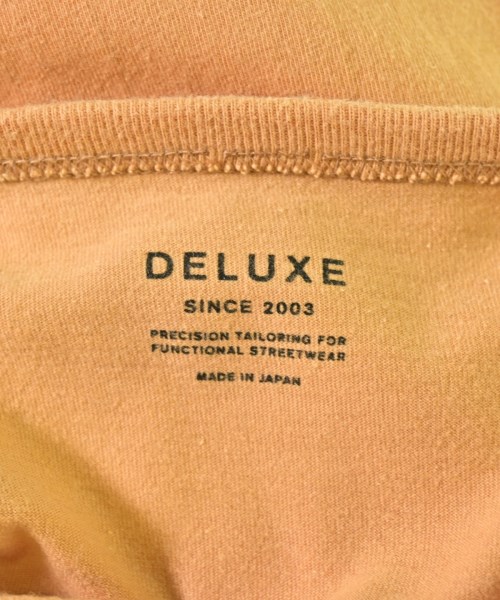 DELUXE
SINCE 2003
PRECISION TAILORING FOR
FUNCTIONAL STREETWEAR
MADE IN JAPAN